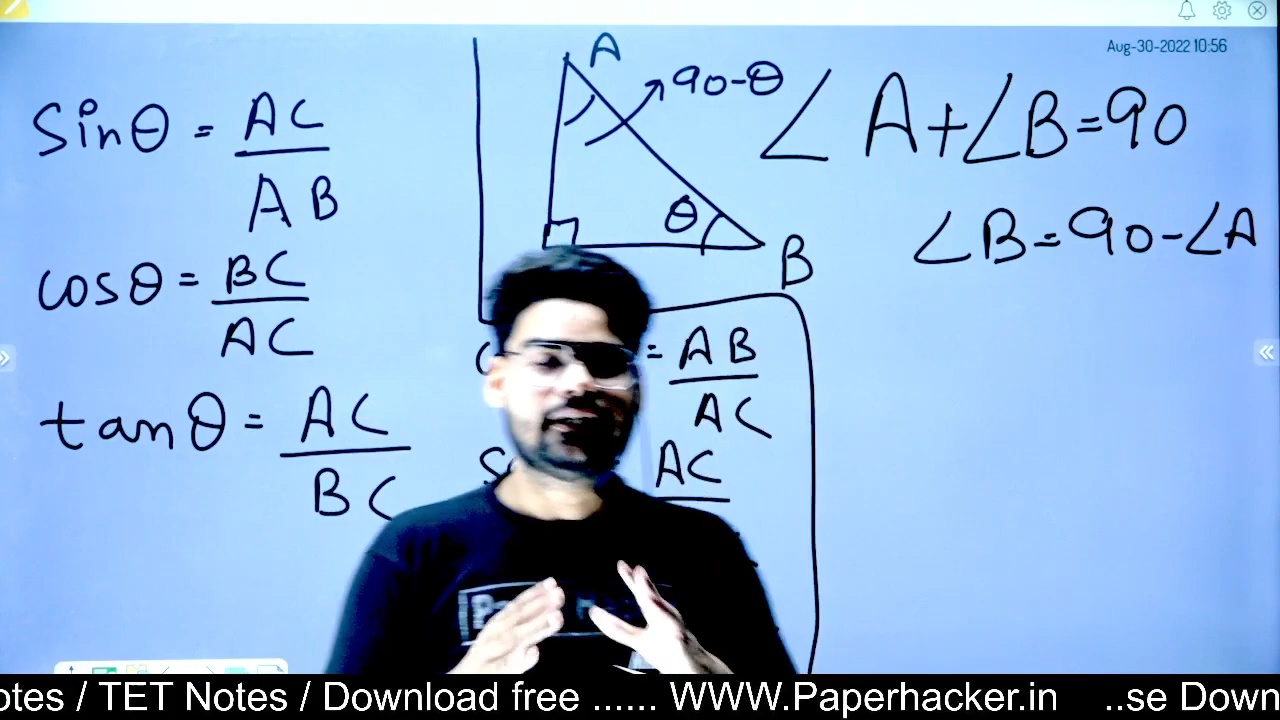 Aug-30-2022 10:56
Sinθ = AC/AB
cosθ = BC/AC
tanθ = AC/BC
A
90-θ
θ
B
= AB/AC
AC
∠A+∠B=90
∠B=90-∠A
otes / TET Notes / Download free ...... WWW.Paperhacker.in ..se Down